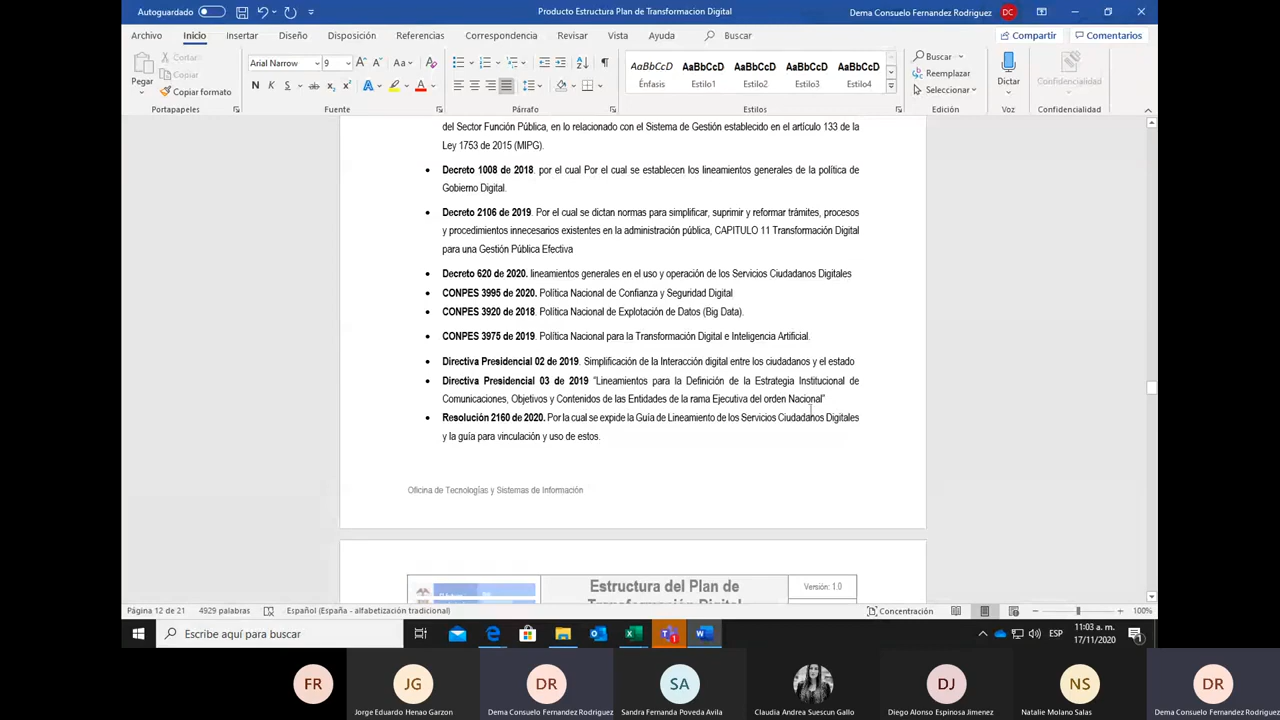 Autoguardado
Producto Estructura Plan de Transformacion Digital
Dema Consuelo Fernandez Rodriguez DC
Archivo Inicio Insertar Diseño Disposición Referencias Correspondencia Revisar Vista Ayuda Buscar Compartir Comentarios
Pegar
Cortar
Copiar
Copiar formato
Portapapeles
Arial Narrow 9
Fuente
Párrafo
AaBbCcD AaBbCcD AaBbCcD AaBbCcD AaBbCcD
Énfasis Estilo1 Estilo2 Estilo3 Estilo4
Estilos
Buscar
Reemplazar
Seleccionar
Edición
Dictar
Voz
Confidencialidad
Confidencialidad
del Sector Función Pública, en lo relacionado con el Sistema de Gestión establecido en el artículo 133 de la
Ley 1753 de 2015 (MIPG).
• Decreto 1008 de 2018. por el cual Por el cual se establecen los lineamientos generales de la política de
Gobierno Digital.
• Decreto 2106 de 2019. Por el cual se dictan normas para simplificar, suprimir y reformar trámites, procesos
y procedimientos innecesarios existentes en la administración pública, CAPITULO 11 Transformación Digital
para una Gestión Pública Efectiva
• Decreto 620 de 2020. lineamientos generales en el uso y operación de los Servicios Ciudadanos Digitales
• CONPES 3995 de 2020. Política Nacional de Confianza y Seguridad Digital
• CONPES 3920 de 2018. Política Nacional de Explotación de Datos (Big Data).
• CONPES 3975 de 2019. Política Nacional para la Transformación Digital e Inteligencia Artificial.
• Directiva Presidencial 02 de 2019. Simplificación de la Interacción digital entre los ciudadanos y el estado
• Directiva Presidencial 03 de 2019 “Lineamientos para la Definición de la Estrategia Institucional de
Comunicaciones, Objetivos y Contenidos de las Entidades de la rama Ejecutiva del orden Nacional”
• Resolución 2160 de 2020. Por la cual se expide la Guía de Lineamiento de los Servicios Ciudadanos Digitales
y la guía para vinculación y uso de estos.
Oficina de Tecnologías y Sistemas de Información
Estructura del Plan de
Transformación Digital
Versión: 1.0
Página 12 de 21 4929 palabras Español (España - alfabetización tradicional) Concentración 100%
Escribe aquí para buscar
ESP
11:03 a. m.
17/11/2020
FR
JG
DR
SA
DJ
NS
DR
Jorge Eduardo Henao Garzon
Dema Consuelo Fernandez Rodriguez
Sandra Fernanda Poveda Avila
Claudia Andrea Suescun Gallo
Diego Alonso Espinosa Jimenez
Natalie Molano Salas
Dema Consuelo Fernandez Rodriguez